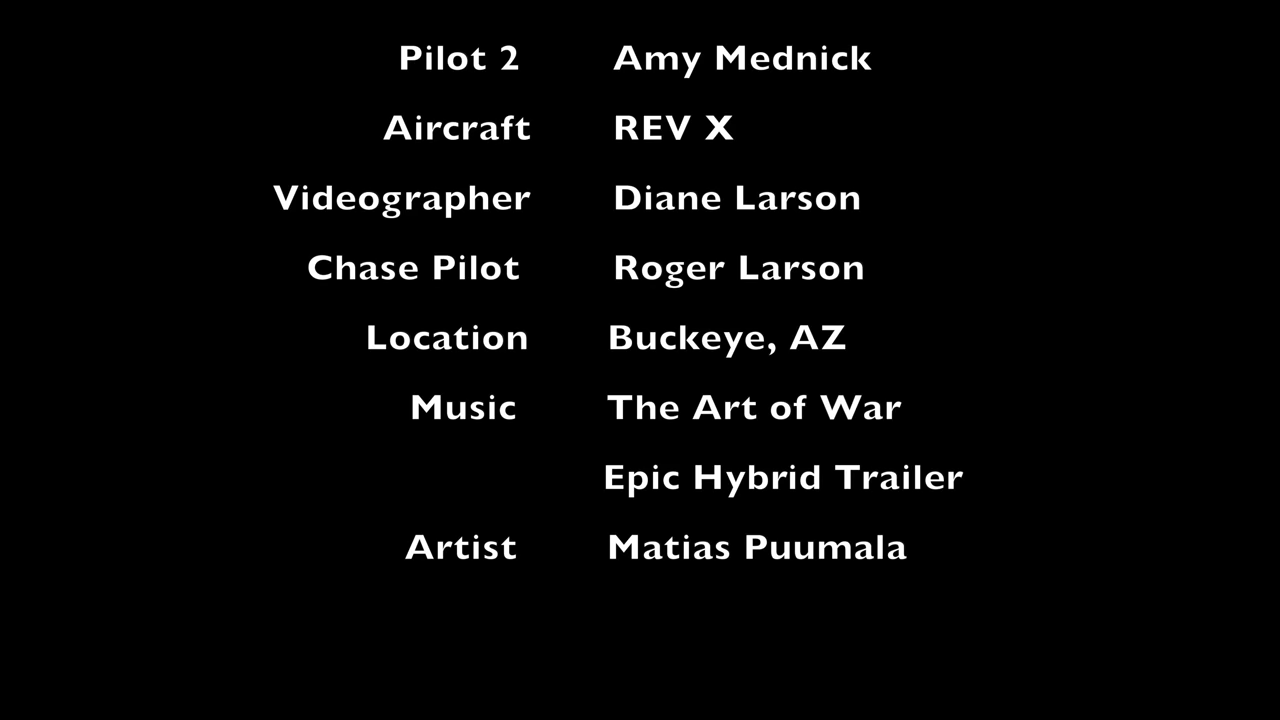 Pilot 2 Amy Mednick
Aircraft REV X
Videographer Diane Larson
Chase Pilot Roger Larson
Location Buckeye, AZ
Music The Art of War
Epic Hybrid Trailer
Artist Matias Puumala